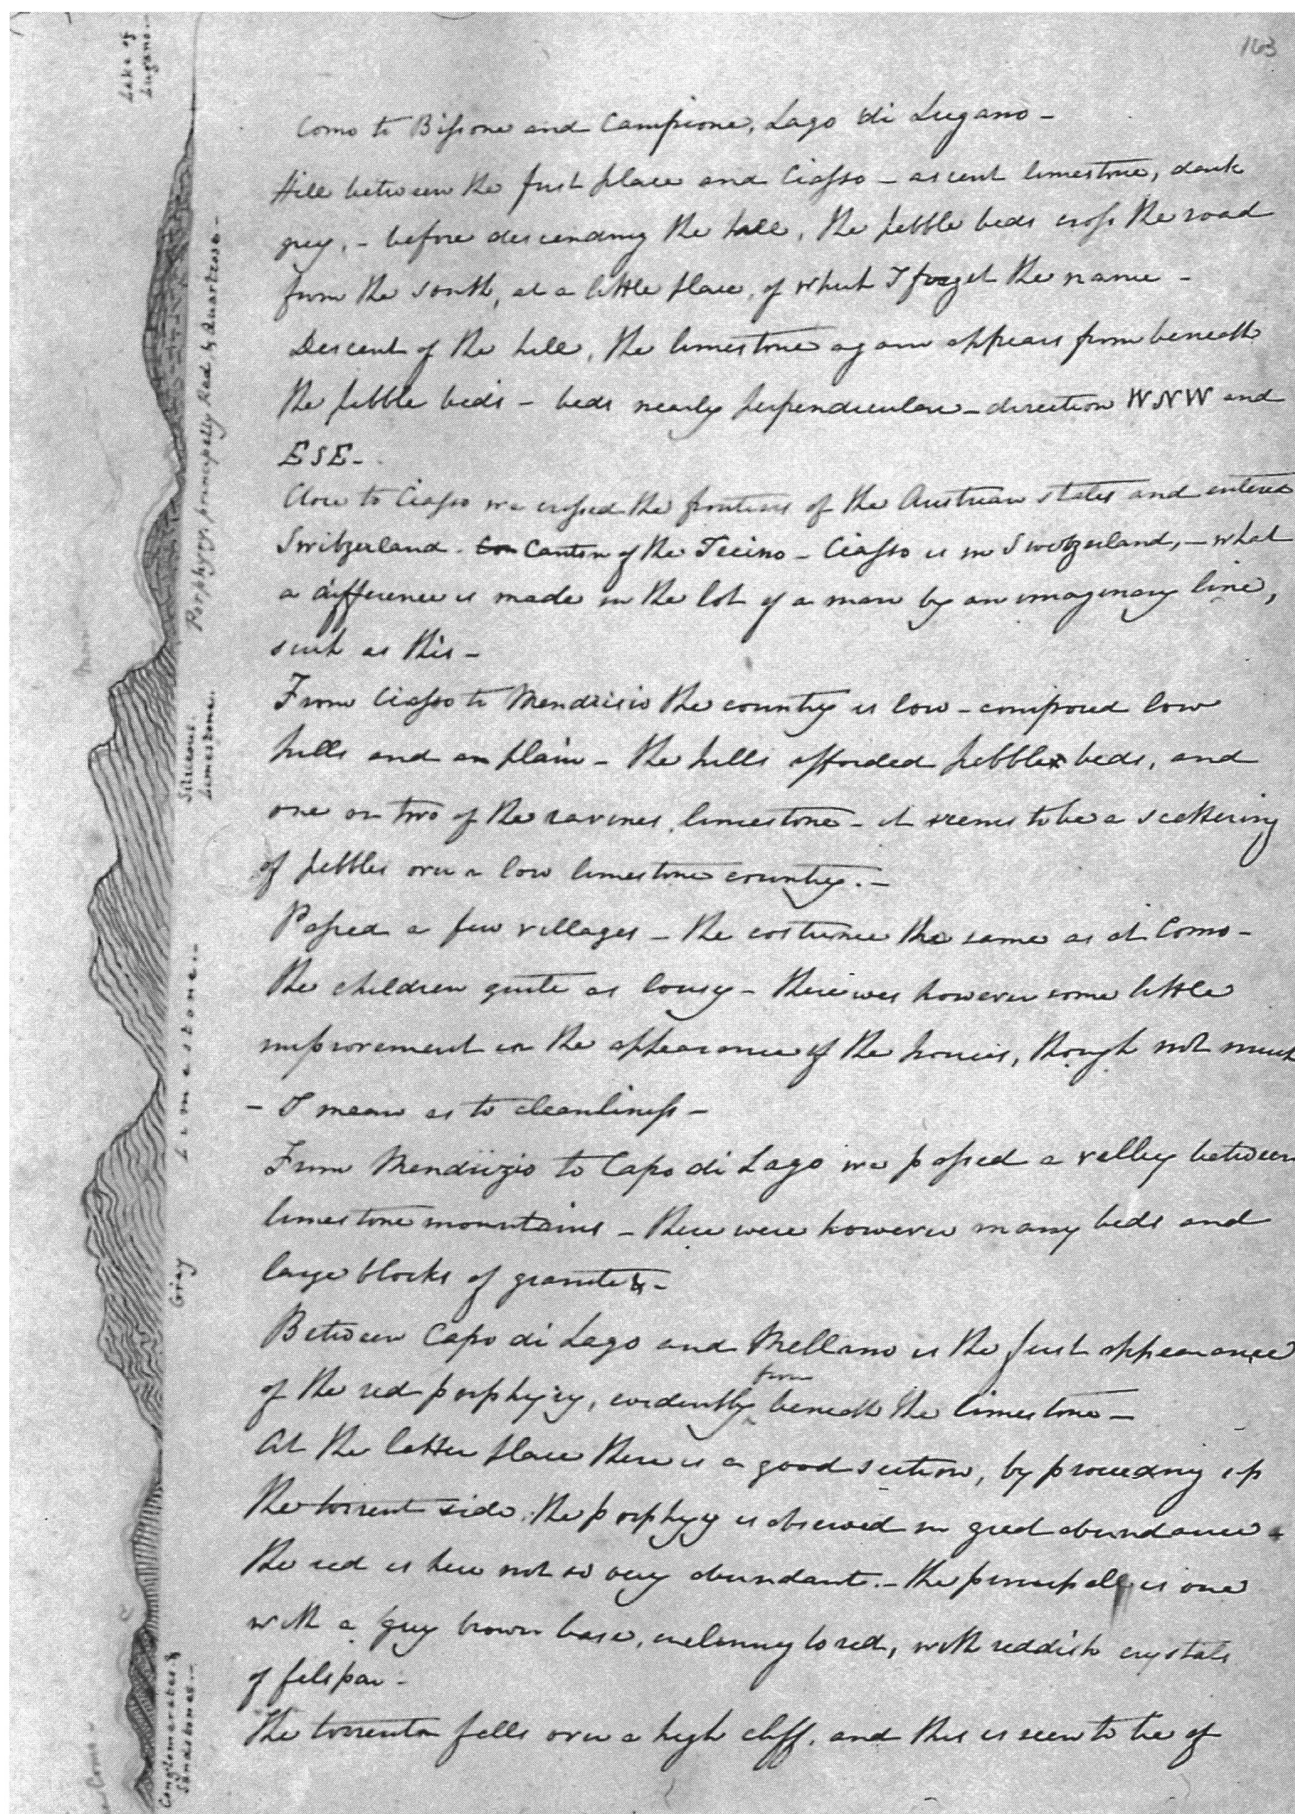 163
Como to Bissone and Campione, Lago di Lugano -
Hill between the first place and Ciasso - ascent limestone, dark
grey, - before descending the hill, the pebble beds cross the road
from the south, at a little place, of which I forget the name -
Descent of the hill, the limestone again appears from beneath
the pebble beds - beds nearly perpendicular - direction WNW and
ESE -
Close to Ciasso we crossed the frontiers of the Austrian states and entered
Switzerland. Con Canton of the Tecino - Ciasso is in Switzerland, - what
a difference is made in the lot of a man by an imaginary line,
such as this -
From Ciasso to Mendrisio the country is low - composed low
hills and an plain - the hills afforded pebble beds, and
one or two of the ravines, limestone - it seems to be a scattering
of pebbles over a low limestone country. -
Passed a few villages - the costume the same as at Como -
the children quite as lousy - there was however some little
improvement in the appearance of the houses, though not much
- I mean as to cleanliness -
From Mendrizio to Capo di Lago we passed a valley between
limestone mountains - there were however many beds and
large blocks of granite -
Between Capo di Lago and Mellano is the first appearance
of the red porphyry, evidently from beneath the limestone -
At the latter place there is a good section, by proceeding up
the torrent side, the porphyry is observed in great abundance -
the red is here not so very abundant. - the principal is one
with a grey brown base, inclining to red, with reddish crystals
of felspar -
The torrent falls over a high cliff, and this is seen to be of
Lake of
Lugano -
Porphyry, principally Red, & Quartzose -
Siliceous
Limestone.
Gray Limestone. -
Conglomerates &
Sandstones. -
Como -